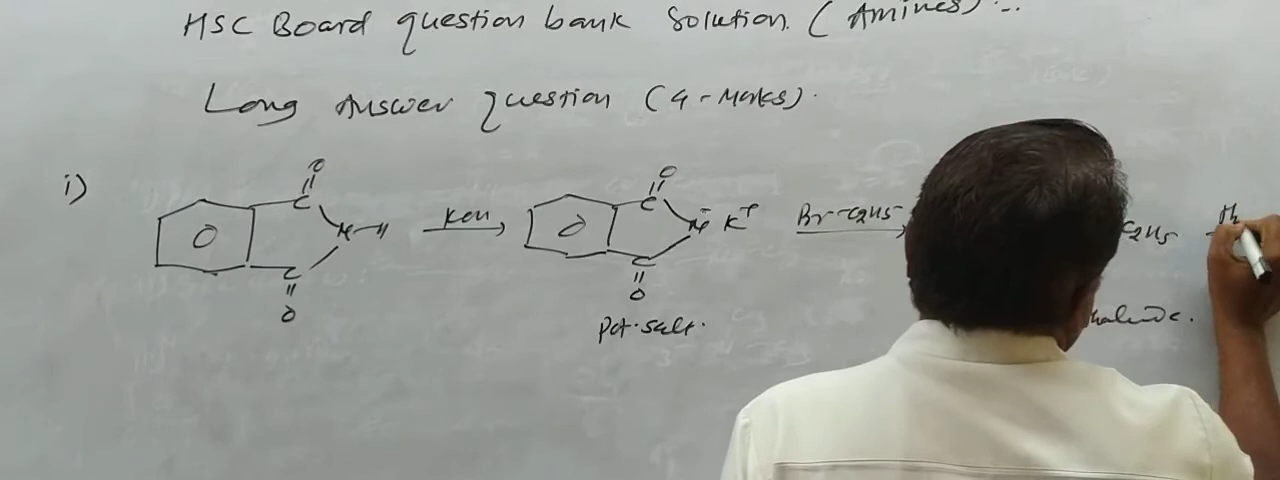 HSC Board question bank Solution. (Amines)...
Long Answer question (4-Marks).
i)
O
C
N-H
C
O
KOH
O
O
C
N⁻ K⁺
C
O
Br-C2H5
C2H5
Pot. salt.